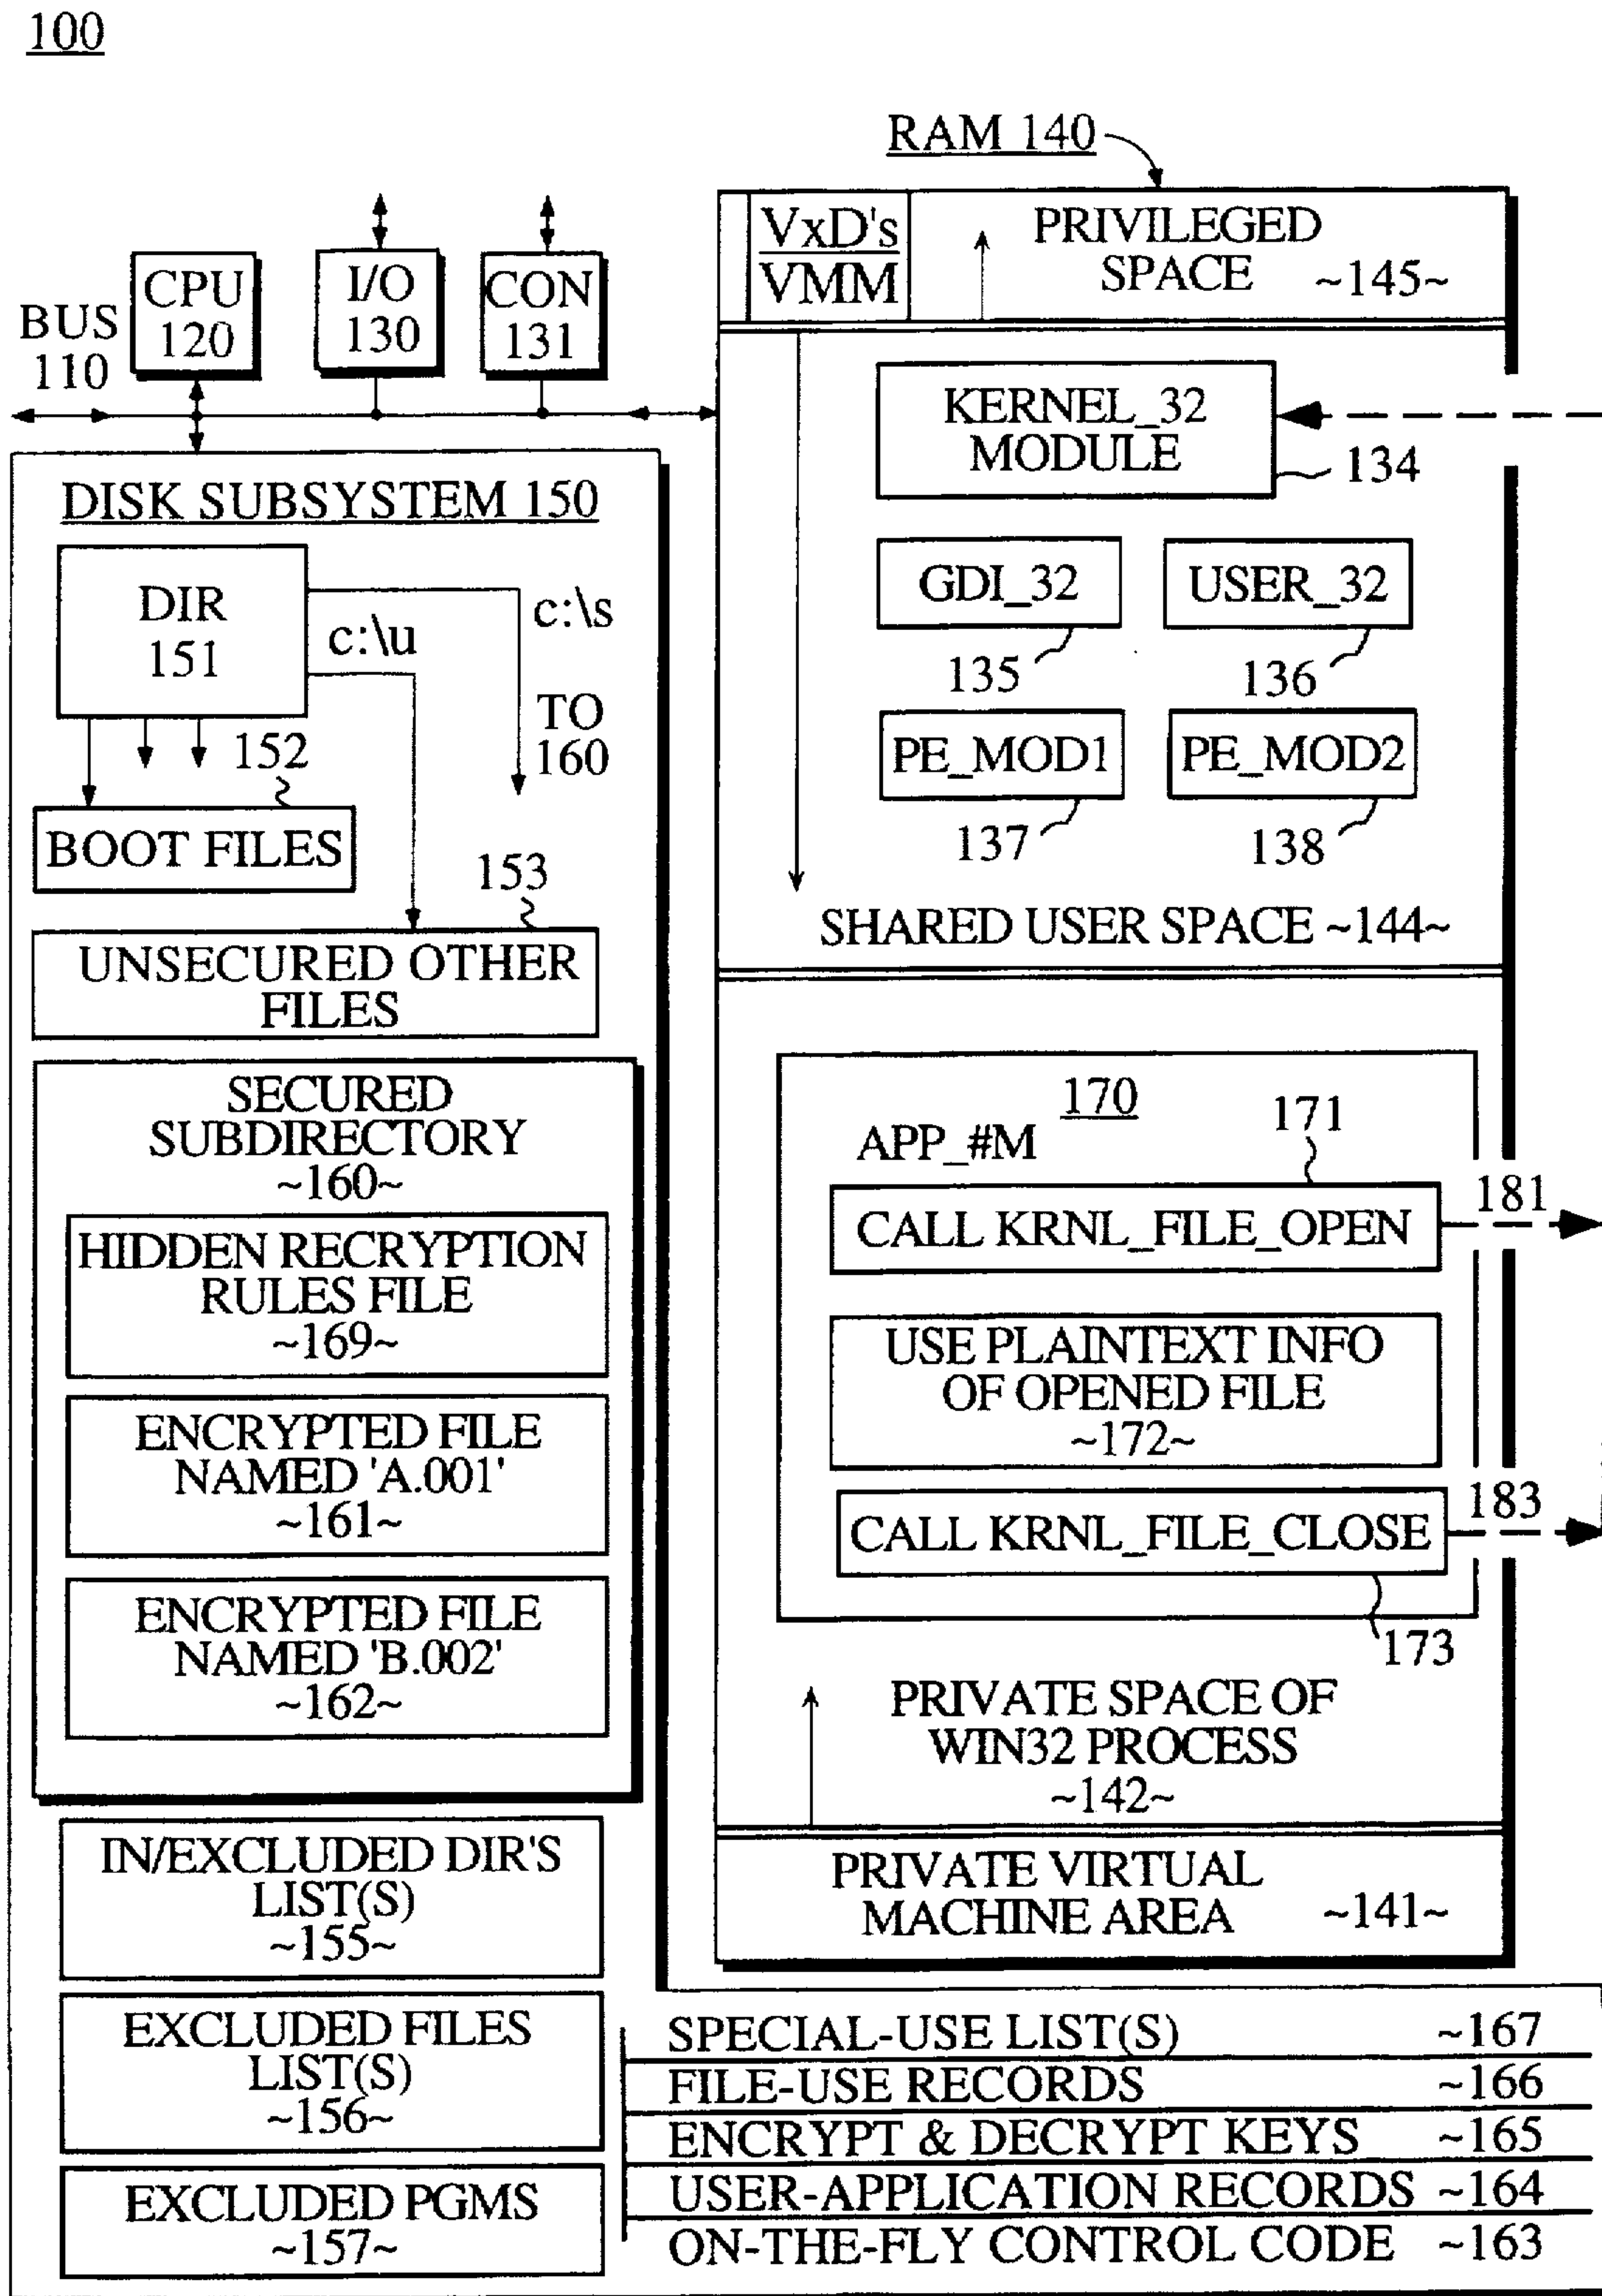 100
RAM 140
VxD's
VMM
PRIVILEGED
SPACE ~145~
BUS
110
CPU
120
I/O
130
CON
131
KERNEL_32
MODULE
134
GDI_32
135
USER_32
136
PE_MOD1
137
PE_MOD2
138
SHARED USER SPACE ~144~
DISK SUBSYSTEM 150
DIR
151
c:\u
c:\s
TO
160
152
BOOT FILES
153
UNSECURED OTHER
FILES
SECURED
SUBDIRECTORY
~160~
HIDDEN RECRYPTION
RULES FILE
~169~
ENCRYPTED FILE
NAMED 'A.001'
~161~
ENCRYPTED FILE
NAMED 'B.002'
~162~
170
APP_#M
171
CALL KRNL_FILE_OPEN
181
USE PLAINTEXT INFO
OF OPENED FILE
~172~
CALL KRNL_FILE_CLOSE
183
173
PRIVATE SPACE OF
WIN32 PROCESS
~142~
PRIVATE VIRTUAL
MACHINE AREA ~141~
IN/EXCLUDED DIR'S
LIST(S)
~155~
EXCLUDED FILES
LIST(S)
~156~
EXCLUDED PGMS
~157~
SPECIAL-USE LIST(S) ~167
FILE-USE RECORDS ~166
ENCRYPT & DECRYPT KEYS ~165
USER-APPLICATION RECORDS ~164
ON-THE-FLY CONTROL CODE ~163